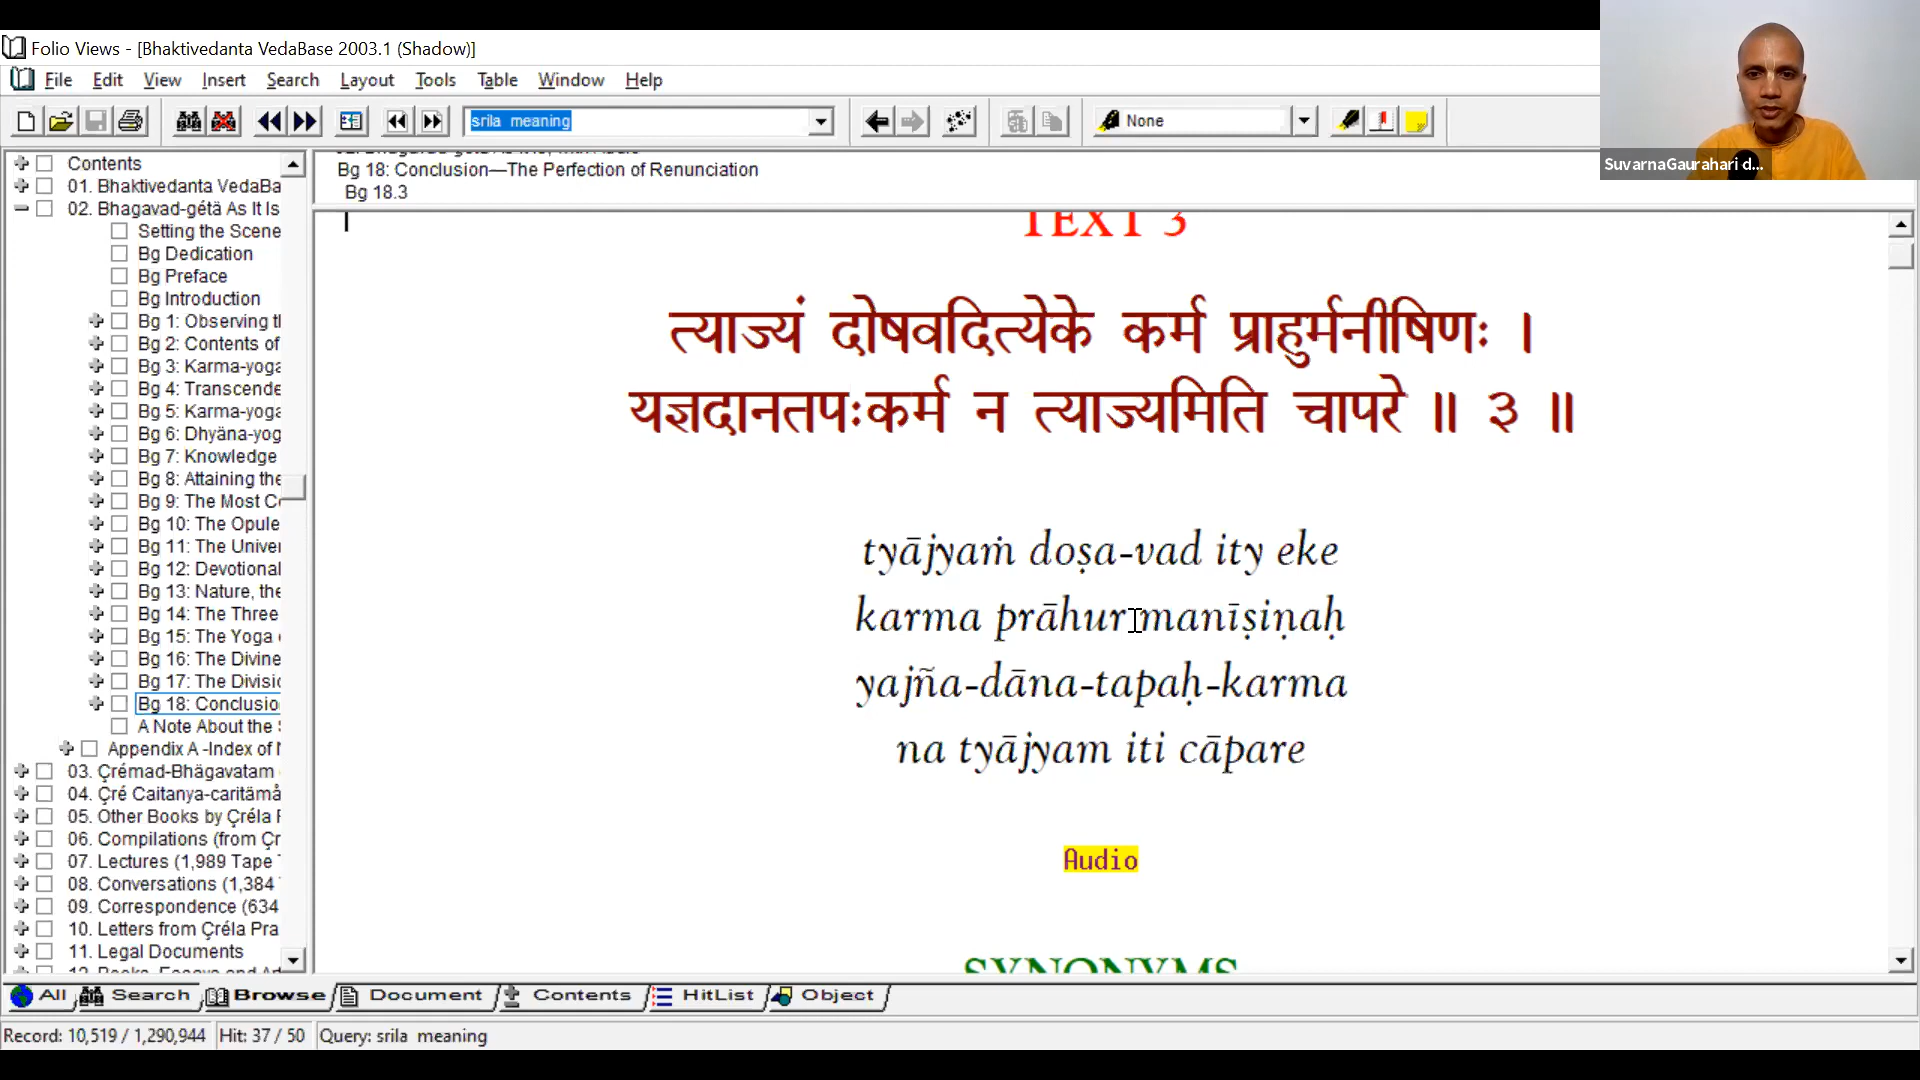 Folio Views - [Bhaktivedanta VedaBase 2003.1 (Shadow)]
File Edit View Insert Search Layout Tools Table Window Help
srila meaning
None
SuvarnaGaurahari d...
Contents
01. Bhaktivedanta VedaBa
02. Bhagavad-gétä As It Is
Setting the Scene
Bg Dedication
Bg Preface
Bg Introduction
Bg 1: Observing tl
Bg 2: Contents of
Bg 3: Karma-yoga
Bg 4: Transcende
Bg 5: Karma-yoga
Bg 6: Dhyäna-yog
Bg 7: Knowledge
Bg 8: Attaining the
Bg 9: The Most Co
Bg 10: The Opule
Bg 11: The Univer
Bg 12: Devotional
Bg 13: Nature, the
Bg 14: The Three
Bg 15: The Yoga
Bg 16: The Divine
Bg 17: The Divisic
Bg 18: Conclusio
A Note About the
Appendix A -Index of
03. Çrémad-Bhägavatam
04. Çré Caitanya-caritämå
05. Other Books by Çréla P
06. Compilations (from Çr
07. Lectures (1,989 Tape
08. Conversations (1,384
09. Correspondence (634
10. Letters from Çréla Pra
11. Legal Documents
Bg 18: Conclusion—The Perfection of Renunciation
Bg 18.3
TEXT 3
त्याज्यं दोषवदित्येके कर्म प्राहुर्मनीषिणः ।
यज्ञदानतपःकर्म न त्याज्यमिति चापरे ॥ ३ ॥
tyājyaṁ doṣa-vad ity eke
karma prāhur manīṣiṇaḥ
yajña-dāna-tapaḥ-karma
na tyājyam iti cāpare
Audio
SYNONYMS
All Search Browse Document Contents HitList Object
Record: 10,519 / 1,290,944 Hit: 37 / 50 Query: srila meaning